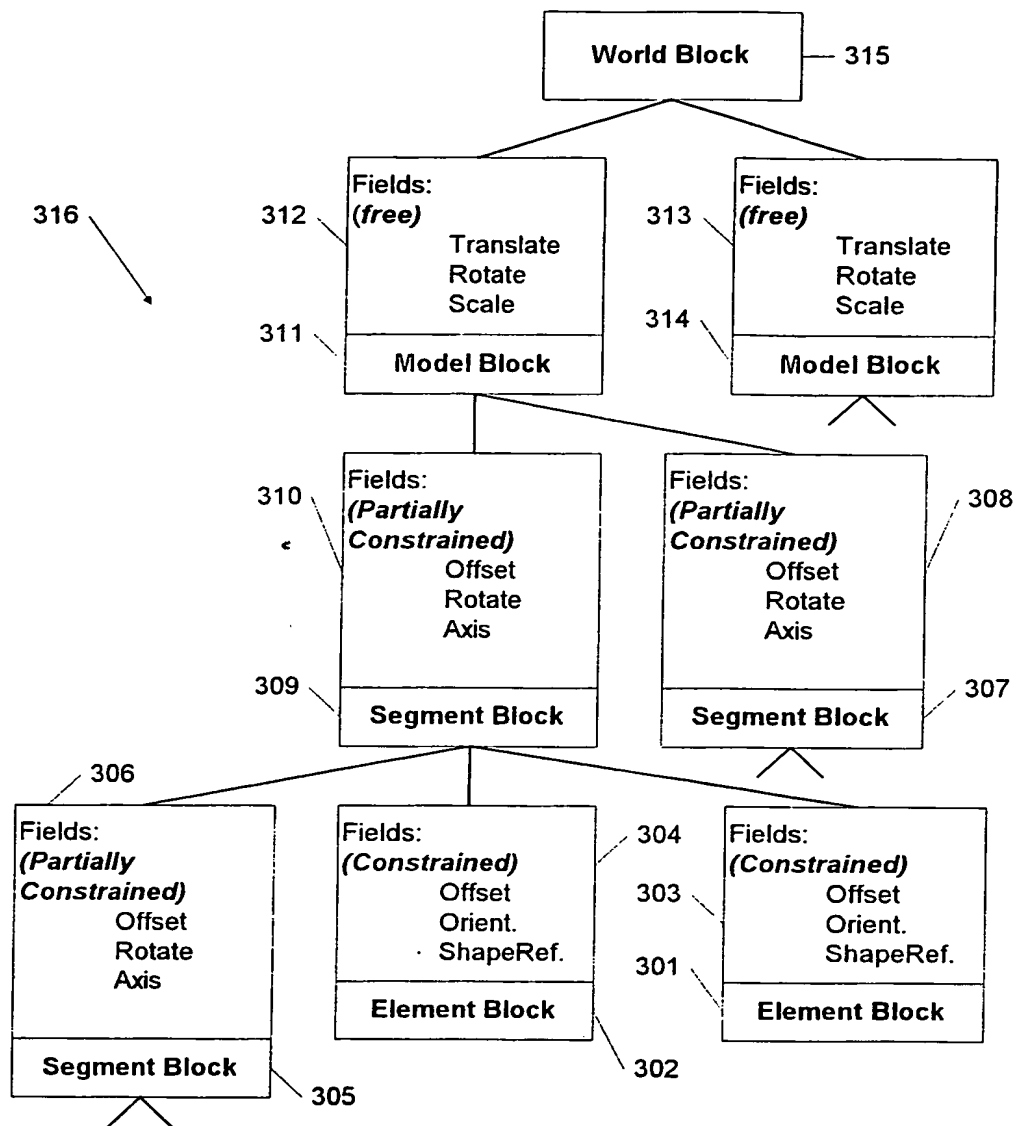 World Block
315
316
312
Fields:
(free)
Translate
Rotate
Scale
311
Model Block
313
Fields:
(free)
Translate
Rotate
Scale
314
Model Block
310
Fields:
(Partially
Constrained)
Offset
Rotate
Axis
309
Segment Block
308
Fields:
(Partially
Constrained)
Offset
Rotate
Axis
307
Segment Block
306
Fields:
(Partially
Constrained)
Offset
Rotate
Axis
Segment Block
305
304
Fields:
(Constrained)
Offset
Orient.
ShapeRef.
Element Block
302
Fields:
(Constrained)
303
Offset
Orient.
ShapeRef.
301
Element Block